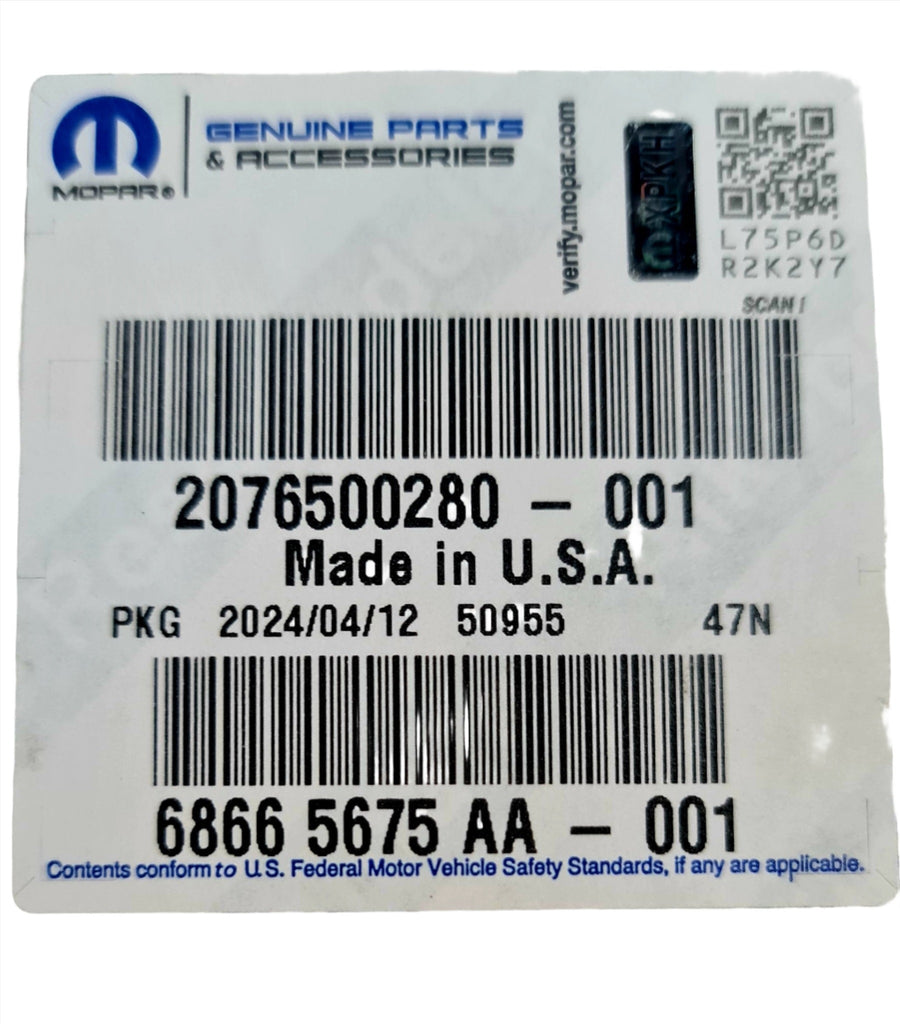 MOPAR®
GENUINE PARTS
& ACCESSORIES
verify.mopar.com
XPKH
L75P6D
R2K2Y7
SCAN!
2076500280 – 001
Made in U.S.A.
PKG 2024/04/12 50955 47N
6866 5675 AA – 001
Contents conform to U.S. Federal Motor Vehicle Safety Standards, if any are applicable.